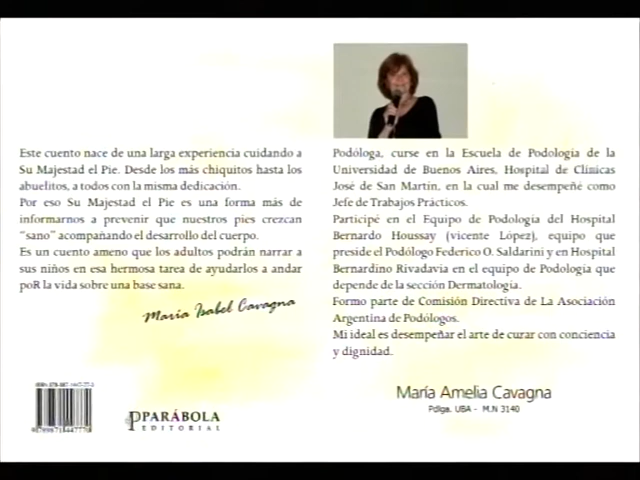 Este cuento nace de una larga experiencia cuidando a
Su Majestad el Pie. Desde los más chiquitos hasta los
abuelitos, a todos con la misma dedicación.
Por eso Su Majestad el Pie es una forma más de
informarnos a prevenir que nuestros pies crezcan
“sano” acompañando el desarrollo del cuerpo.
Es un cuento ameno que los adultos podrán narrar a
sus niños en esa hermosa tarea de ayudarlos a andar
poR la vida sobre una base sana.
María Isabel Cavagna
PARÁBOLA
EDITORIAL
Podóloga, curse en la Escuela de Podología de la
Universidad de Buenos Aires, Hospital de Clínicas
José de San Martín, en la cual me desempeñé como
Jefe de Trabajos Prácticos.
Participé en el Equipo de Podología del Hospital
Bernardo Houssay (vicente López), equipo que
preside el Podólogo Federico O. Saldarini y en Hospital
Bernardino Rivadavia en el equipo de Podología que
depende de la sección Dermatología.
Formo parte de Comisión Directiva de La Asociación
Argentina de Podólogos.
Mi ideal es desempeñar el arte de curar con conciencia
y dignidad.
María Amelia Cavagna
Pdlga. UBA - M.N 3140